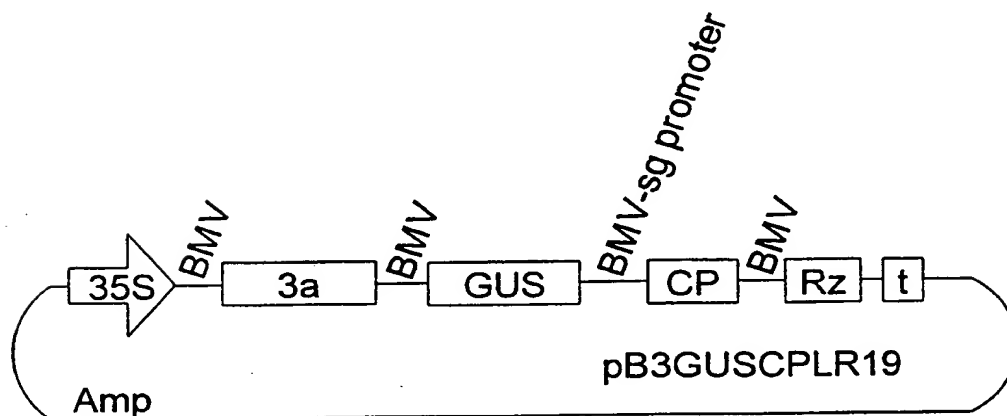 BMV-sg promoter
BMV
BMV
BMV
35S
3a
GUS
CP
Rz
t
pB3GUSCPLR19
Amp